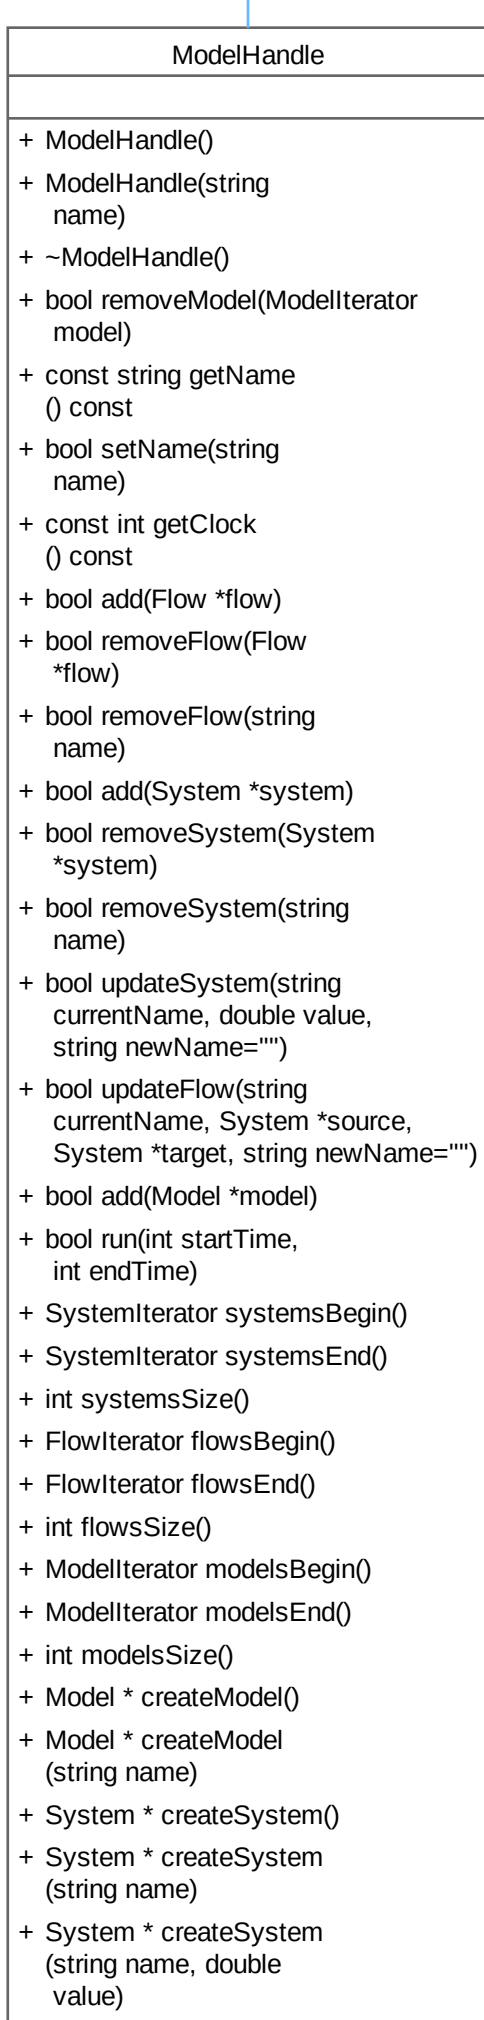 ModelHandle
+ ModelHandle()
+ ModelHandle(string
name)
+ ~ModelHandle()
+ bool removeModel(ModelIterator
model)
+ const string getName
() const
+ bool setName(string
name)
+ const int getClock
() const
+ bool add(Flow *flow)
+ bool removeFlow(Flow
*flow)
+ bool removeFlow(string
name)
+ bool add(System *system)
+ bool removeSystem(System
*system)
+ bool removeSystem(string
name)
+ bool updateSystem(string
currentName, double value,
string newName="")
+ bool updateFlow(string
currentName, System *source,
System *target, string newName="")
+ bool add(Model *model)
+ bool run(int startTime,
int endTime)
+ SystemIterator systemsBegin()
+ SystemIterator systemsEnd()
+ int systemsSize()
+ FlowIterator flowsBegin()
+ FlowIterator flowsEnd()
+ int flowsSize()
+ ModelIterator modelsBegin()
+ ModelIterator modelsEnd()
+ int modelsSize()
+ Model * createModel()
+ Model * createModel
(string name)
+ System * createSystem()
+ System * createSystem
(string name)
+ System * createSystem
(string name, double
value)